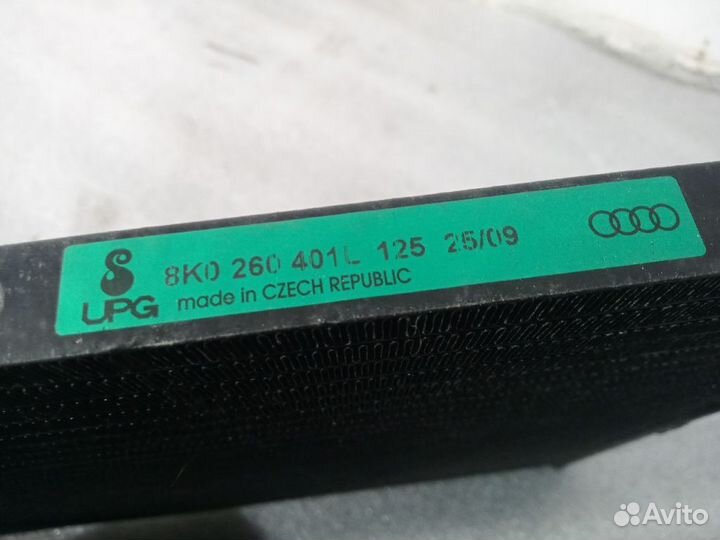 8K0 260 401L 125 25/09
UPG made in CZECH REPUBLIC
Avito